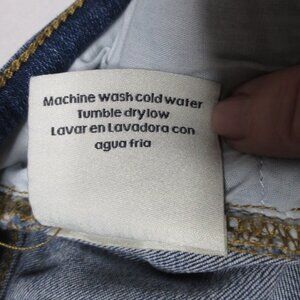 Machine wash cold water
Tumble dry low
Lavar en Lavadora con
agua fria